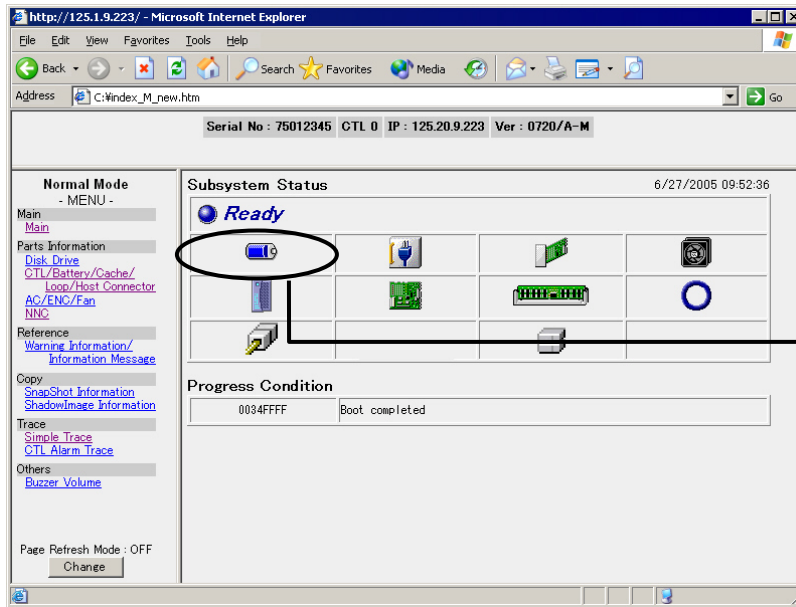 http://125.1.9.223/ - Microsoft Internet Explorer
File Edit View Favorites Tools Help
Back Search Favorites Media
Address C:¥index_M_new.htm Go
Serial No : 75012345 CTL 0 IP : 125.20.9.223 Ver : 0720/A-M
Normal Mode
- MENU -
Main
Main
Parts Information
Disk Drive
CTL/Battery/Cache/
Loop/Host Connector
AC/ENC/Fan
NNC
Reference
Warning Information/
Information Message
Copy
SnapShot Information
ShadowImage Information
Trace
Simple Trace
CTL Alarm Trace
Others
Buzzer Volume
Page Refresh Mode : OFF
Change
Subsystem Status 6/27/2005 09:52:36
Ready
Progress Condition
0034FFFF Boot completed